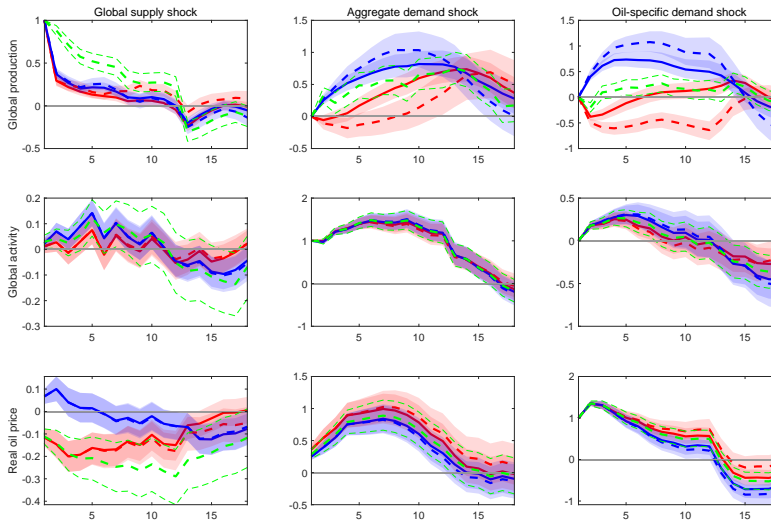 Global supply shock
Aggregate demand shock
Oil-specific demand shock
Global production
1
0.5
0
-0.5
5 10 15
1.5
1
0.5
0
-0.5
5 10 15
1.5
1
0.5
0
-0.5
-1
5 10 15
Global activity
0.2
0.1
0
-0.1
-0.2
-0.3
5 10 15
2
1
0
-1
5 10 15
0.5
0
-0.5
-1
5 10 15
Real oil price
0.1
0
-0.1
-0.2
-0.3
-0.4
5 10 15
1.5
1
0.5
0
-0.5
5 10 15
2
1
0
-1
5 10 15